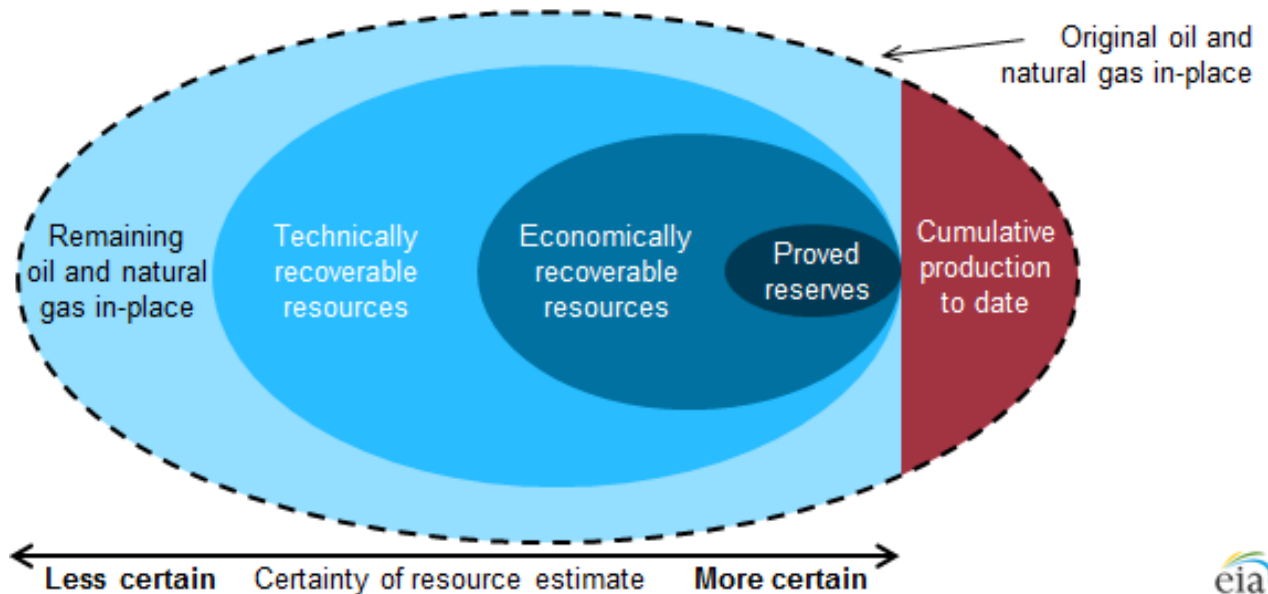 Original oil and
natural gas in-place
Remaining
oil and natural
gas in-place
Technically
recoverable
resources
Economically
recoverable
resources
Proved
reserves
Cumulative
production
to date
Less certain Certainty of resource estimate More certain
eia